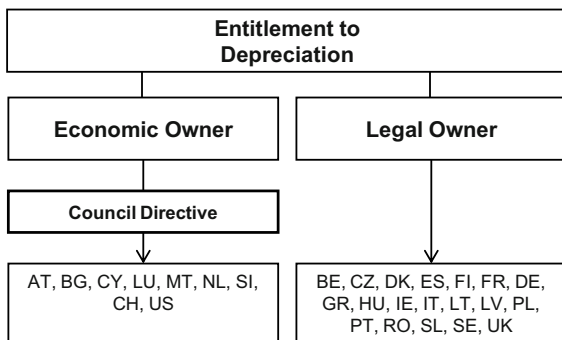 Entitlement to
Depreciation
Economic Owner
Legal Owner
Council Directive
AT, BG, CY, LU, MT, NL, SI,
CH, US
BE, CZ, DK, ES, FI, FR, DE,
GR, HU, IE, IT, LT, LV, PL,
PT, RO, SL, SE, UK